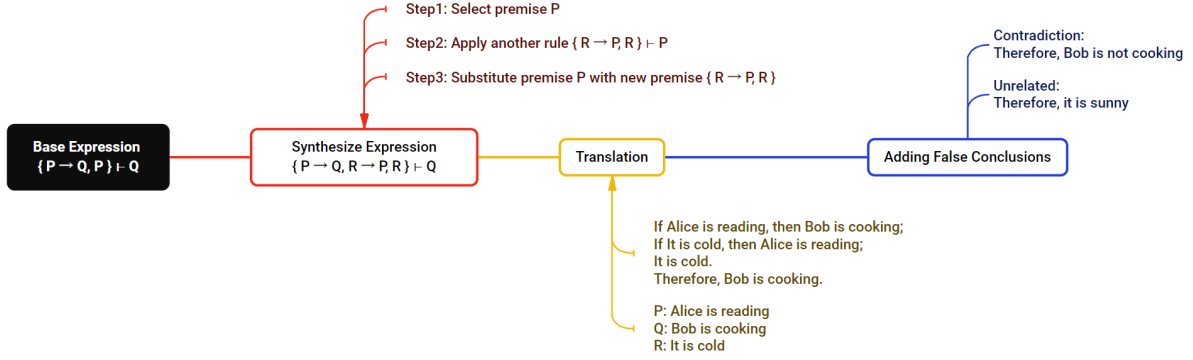 Step1: Select premise P
Step2: Apply another rule { R → P, R } ⊢ P
Step3: Substitute premise P with new premise { R → P, R }
Contradiction:
Therefore, Bob is not cooking
Unrelated:
Therefore, it is sunny
Base Expression
{ P → Q, P } ⊢ Q
Synthesize Expression
{ P → Q, R → P, R } ⊢ Q
Translation
Adding False Conclusions
If Alice is reading, then Bob is cooking;
If It is cold, then Alice is reading;
It is cold.
Therefore, Bob is cooking.
P: Alice is reading
Q: Bob is cooking
R: It is cold